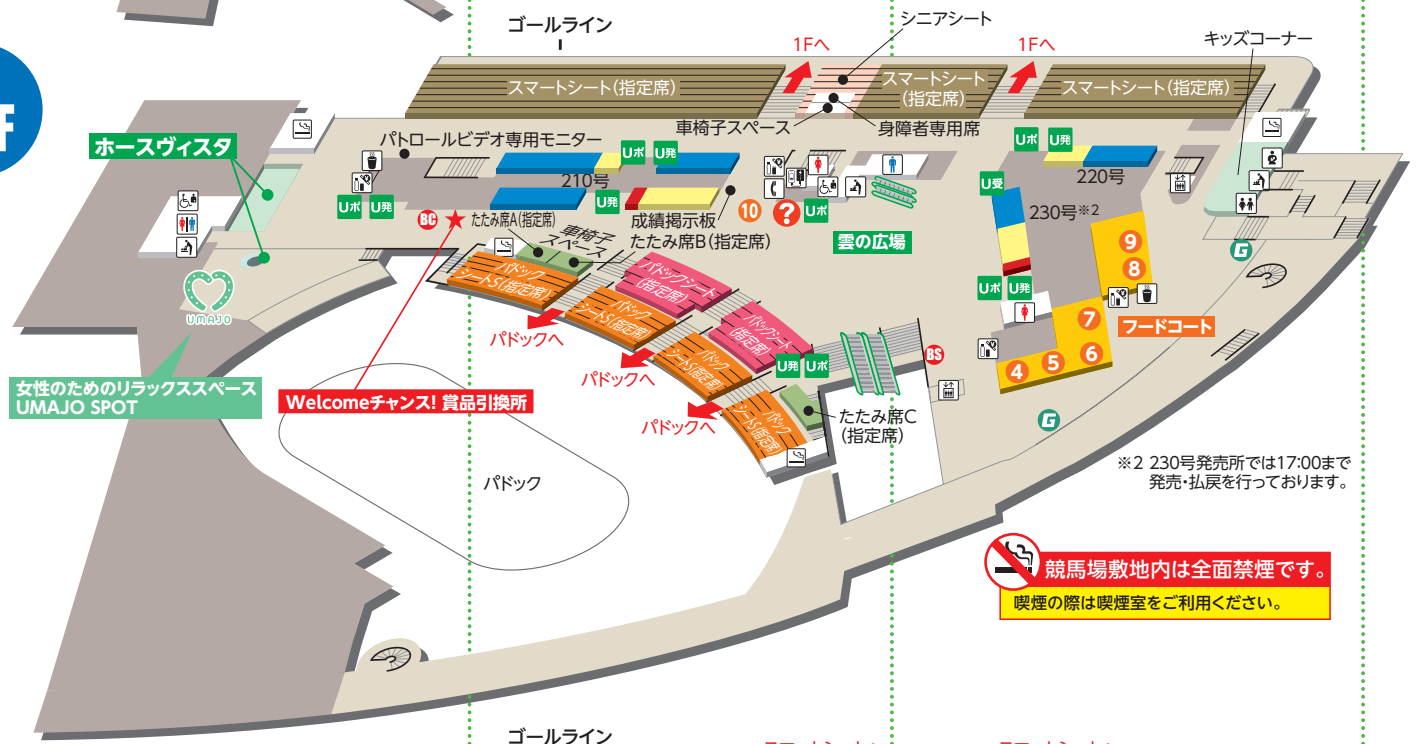 ゴールライン
シニアシート
1Fへ
1Fへ
キッズコーナー
F
スマートシート(指定席)
スマートシート
(指定席)
スマートシート(指定席)
車椅子スペース
身障者専用席
ホースヴィスタ
パトロールビデオ専用モニター
Uポ
U発
Uポ
U発
210号
220号
U受
Uポ
U発
U発
成績掲示板
10
?
Uポ
230号※2
BC
たたみ席A(指定席)
車椅子
スペース
たたみ席B(指定席)
雲の広場
9
8
G
パドック
シートS(指定席)
パドックシート
(指定席)
UMAJO
パドック
シートS(指定席)
パドックシート
(指定席)
Uポ
U発
7
フードコート
パドックへ
パドック
シートS(指定席)
U発
Uポ
BS
4
5
6
女性のためのリラックススペース
UMAJO SPOT
パドックへ
Welcomeチャンス! 賞品引換所
パドック
シートS(指定席)
たたみ席C
(指定席)
パドックへ
G
パドック
※2 230号発売所では17:00まで
発売・払戻を行っております。
競馬場敷地内は全面禁煙です。
喫煙の際は喫煙室をご利用ください。
ゴールライン